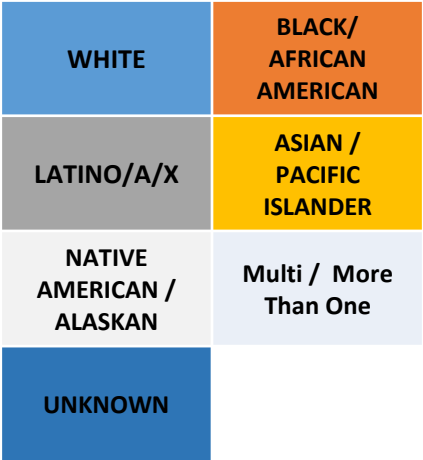 WHITE
BLACK/
AFRICAN
AMERICAN
LATINO/A/X
ASIAN /
PACIFIC
ISLANDER
NATIVE
AMERICAN /
ALASKAN
Multi / More
Than One
UNKNOWN